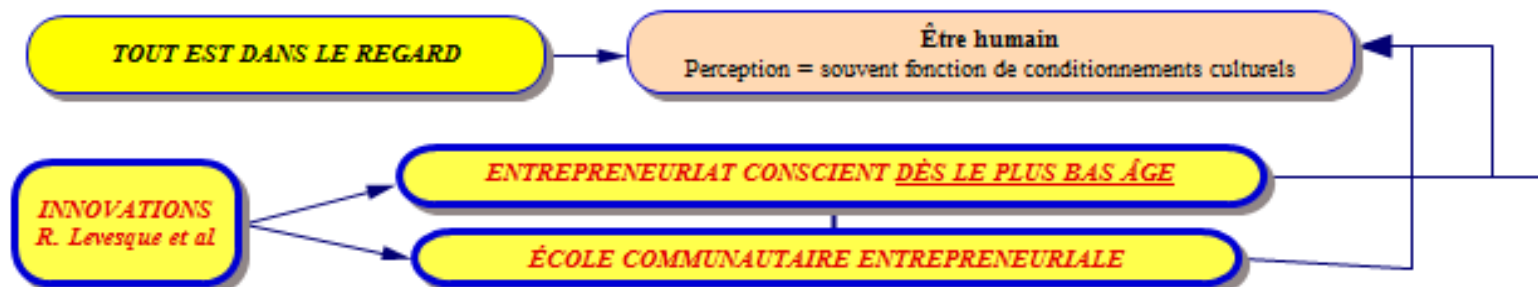 TOUT EST DANS LE REGARD
Être humain
Perception = souvent fonction de conditionnements culturels
ENTREPRENEURIAT CONSCIENT DÈS LE PLUS BAS ÂGE
INNOVATIONS
R. Levesque et al
ÉCOLE COMMUNAUTAIRE ENTREPRENEURIALE